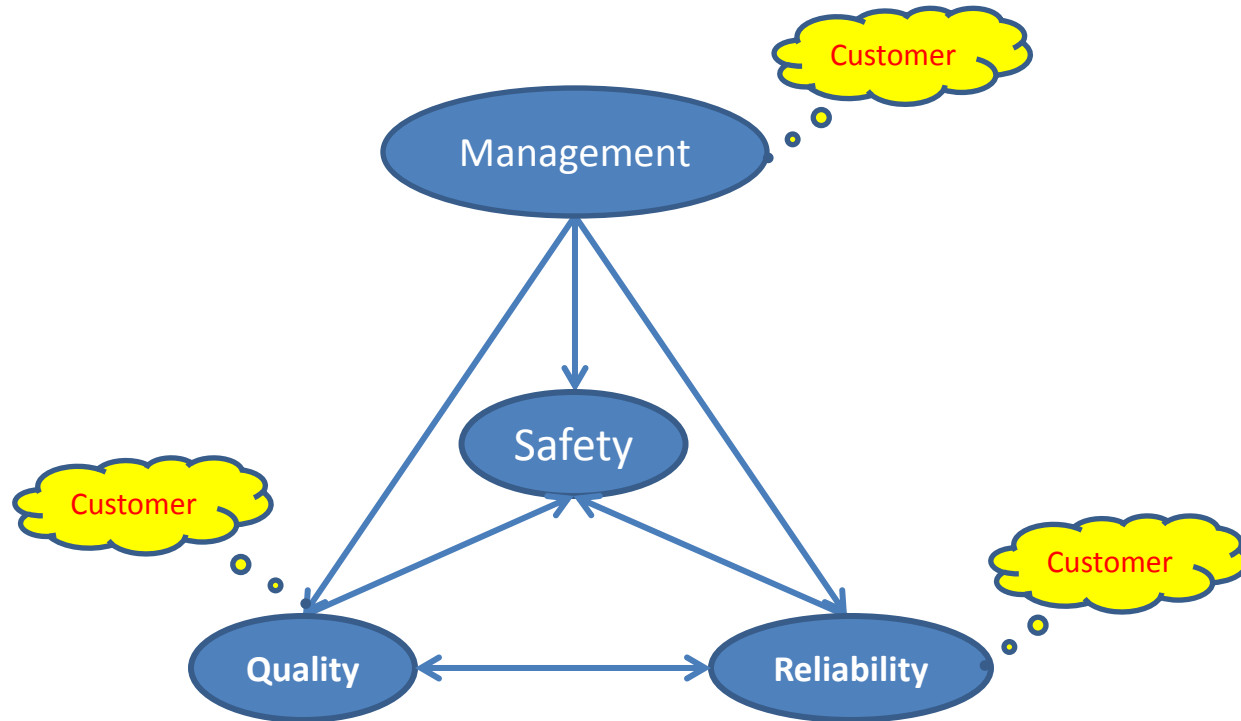 Customer
Management
Safety
Customer
Customer
Quality
Reliability